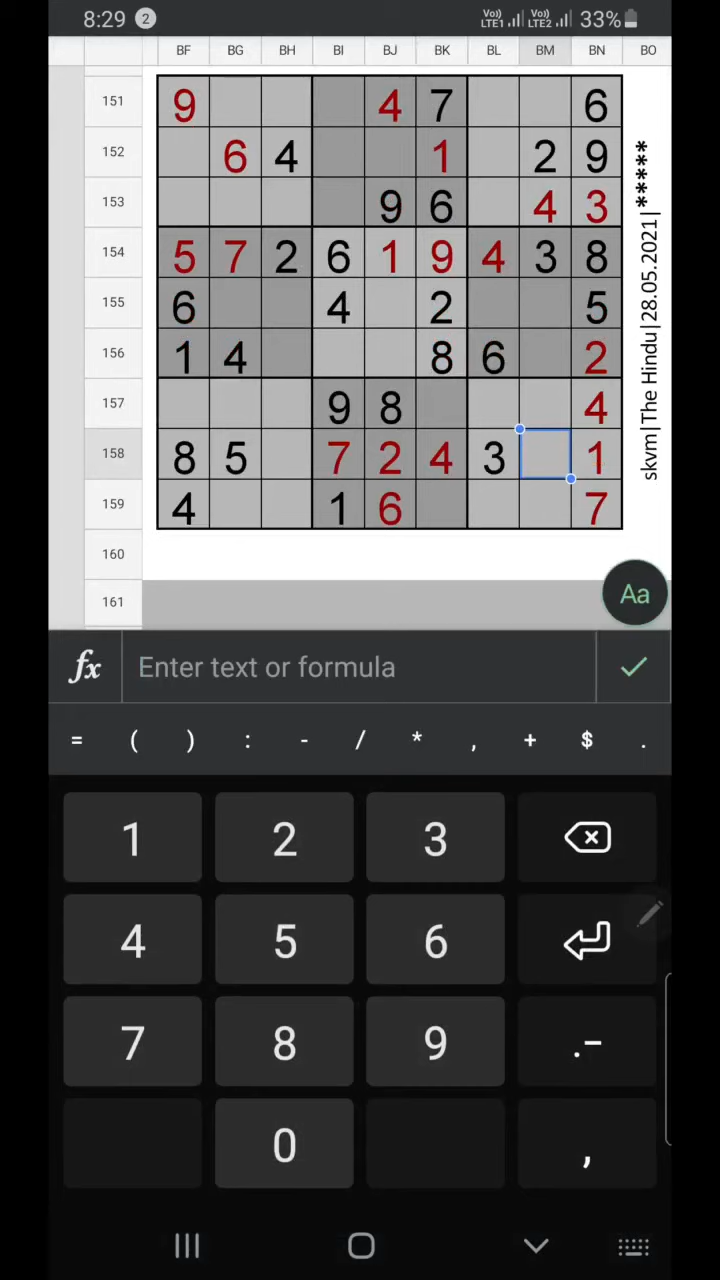 8:29 2 Vo) LTE1 Vo) LTE2 33%
BF BG BH BI BJ BK BL BM BN BO
151 9 4 7 6
152 6 4 1 2 9
153 9 6 4 3
154 5 7 2 6 1 9 4 3 8
155 6 4 2 5
156 1 4 8 6 2
157 9 8 4
158 8 5 7 2 4 3 1
159 4 1 6 7
160
161
skvm|The Hindu|28.05.2021|*****
Aa
fx Enter text or formula
= ( ) : - / * , + $ .
1 2 3
4 5 6
7 8 9 .-
0 ,